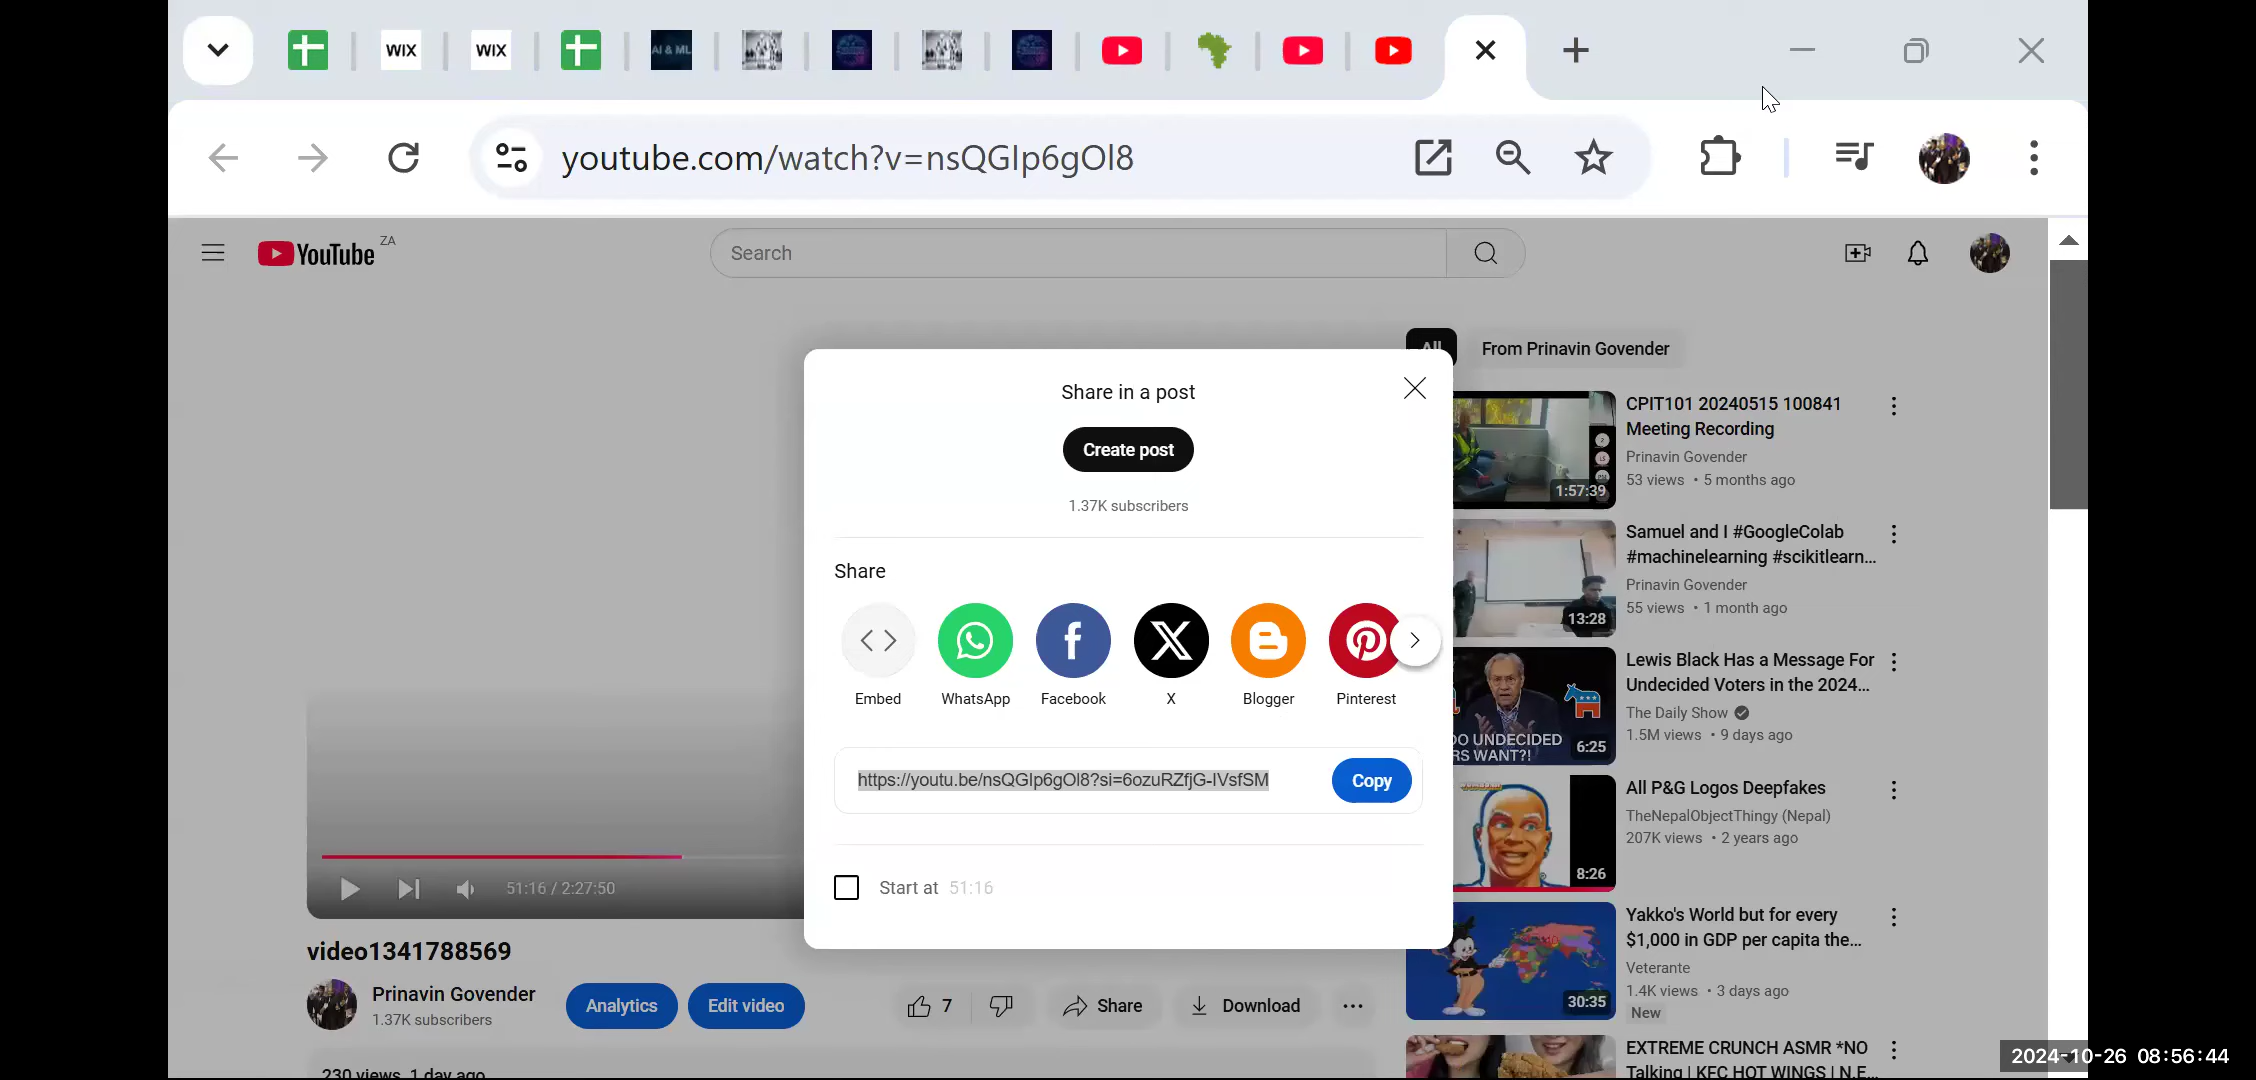 WIX
WIX
AI & ML
youtube.com/watch?v=nsQGIp6gOl8
YouTube
ZA
Search
All
From Prinavin Govender
Share in a post
Create post
1.37K subscribers
Share
Embed
WhatsApp
Facebook
X
Blogger
Pinterest
https://youtu.be/nsQGIp6gOl8?si=6ozuRZfjG-IVsfSM
Copy
Start at 51:16
51:16 / 2:27:50
video1341788569
Prinavin Govender
1.37K subscribers
Analytics
Edit video
7
Share
Download
230 views 1 day ago
1:57:39
CPIT101 20240515 100841
Meeting Recording
Prinavin Govender
53 views • 5 months ago
13:28
Samuel and I #GoogleColab
#machinelearning #scikitlearn...
Prinavin Govender
55 views • 1 month ago
DO UNDECIDED
RS WANT?!
6:25
Lewis Black Has a Message For
Undecided Voters in the 2024...
The Daily Show
1.5M views • 9 days ago
8:26
All P&G Logos Deepfakes
TheNepalObjectThingy (Nepal)
207K views • 2 years ago
30:35
Yakko's World but for every
$1,000 in GDP per capita the...
Veterante
1.4K views • 3 days ago
New
EXTREME CRUNCH ASMR *NO
Talking | KFC HOT WINGS | N.E...
2024-10-26 08:56:44